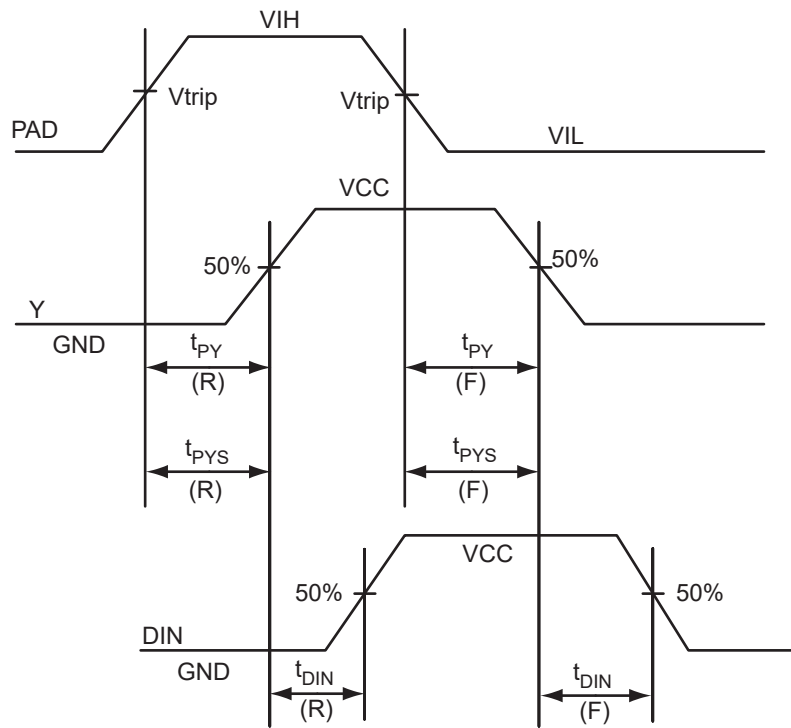 VIH
Vtrip
Vtrip
PAD
VIL
VCC
50%
50%
Y
GND
tPY
(R)
tPY
(F)
tPYS
(R)
tPYS
(F)
VCC
50%
50%
DIN
GND
tDIN
(R)
tDIN
(F)